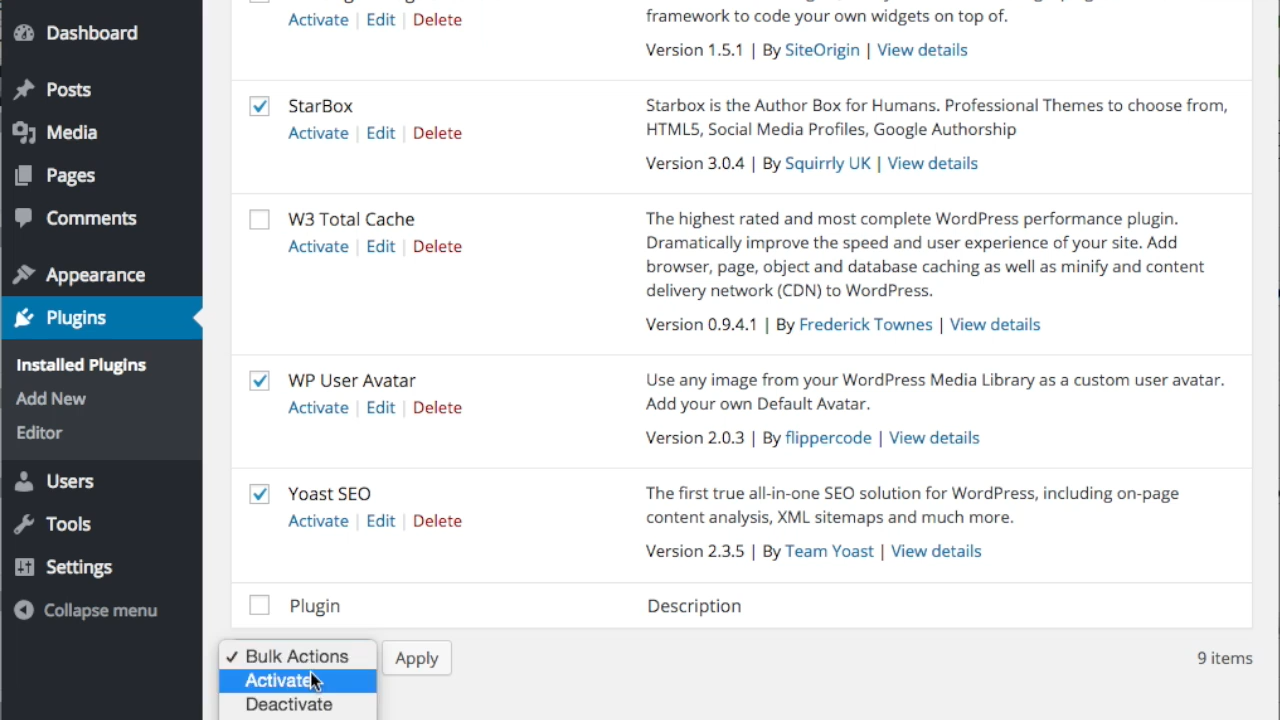 Dashboard
Posts
Media
Pages
Comments
Appearance
Plugins
Installed Plugins
Add New
Editor
Users
Tools
Settings
Collapse menu
Activate | Edit | Delete
framework to code your own widgets on top of.
Version 1.5.1 | By SiteOrigin | View details
StarBox
Activate | Edit | Delete
Starbox is the Author Box for Humans. Professional Themes to choose from,
HTML5, Social Media Profiles, Google Authorship
Version 3.0.4 | By Squirrly UK | View details
W3 Total Cache
Activate | Edit | Delete
The highest rated and most complete WordPress performance plugin.
Dramatically improve the speed and user experience of your site. Add
browser, page, object and database caching as well as minify and content
delivery network (CDN) to WordPress.
Version 0.9.4.1 | By Frederick Townes | View details
WP User Avatar
Activate | Edit | Delete
Use any image from your WordPress Media Library as a custom user avatar.
Add your own Default Avatar.
Version 2.0.3 | By flippercode | View details
Yoast SEO
Activate | Edit | Delete
The first true all-in-one SEO solution for WordPress, including on-page
content analysis, XML sitemaps and much more.
Version 2.3.5 | By Team Yoast | View details
Plugin
Description
Bulk Actions
Activate
Deactivate
Apply
9 items